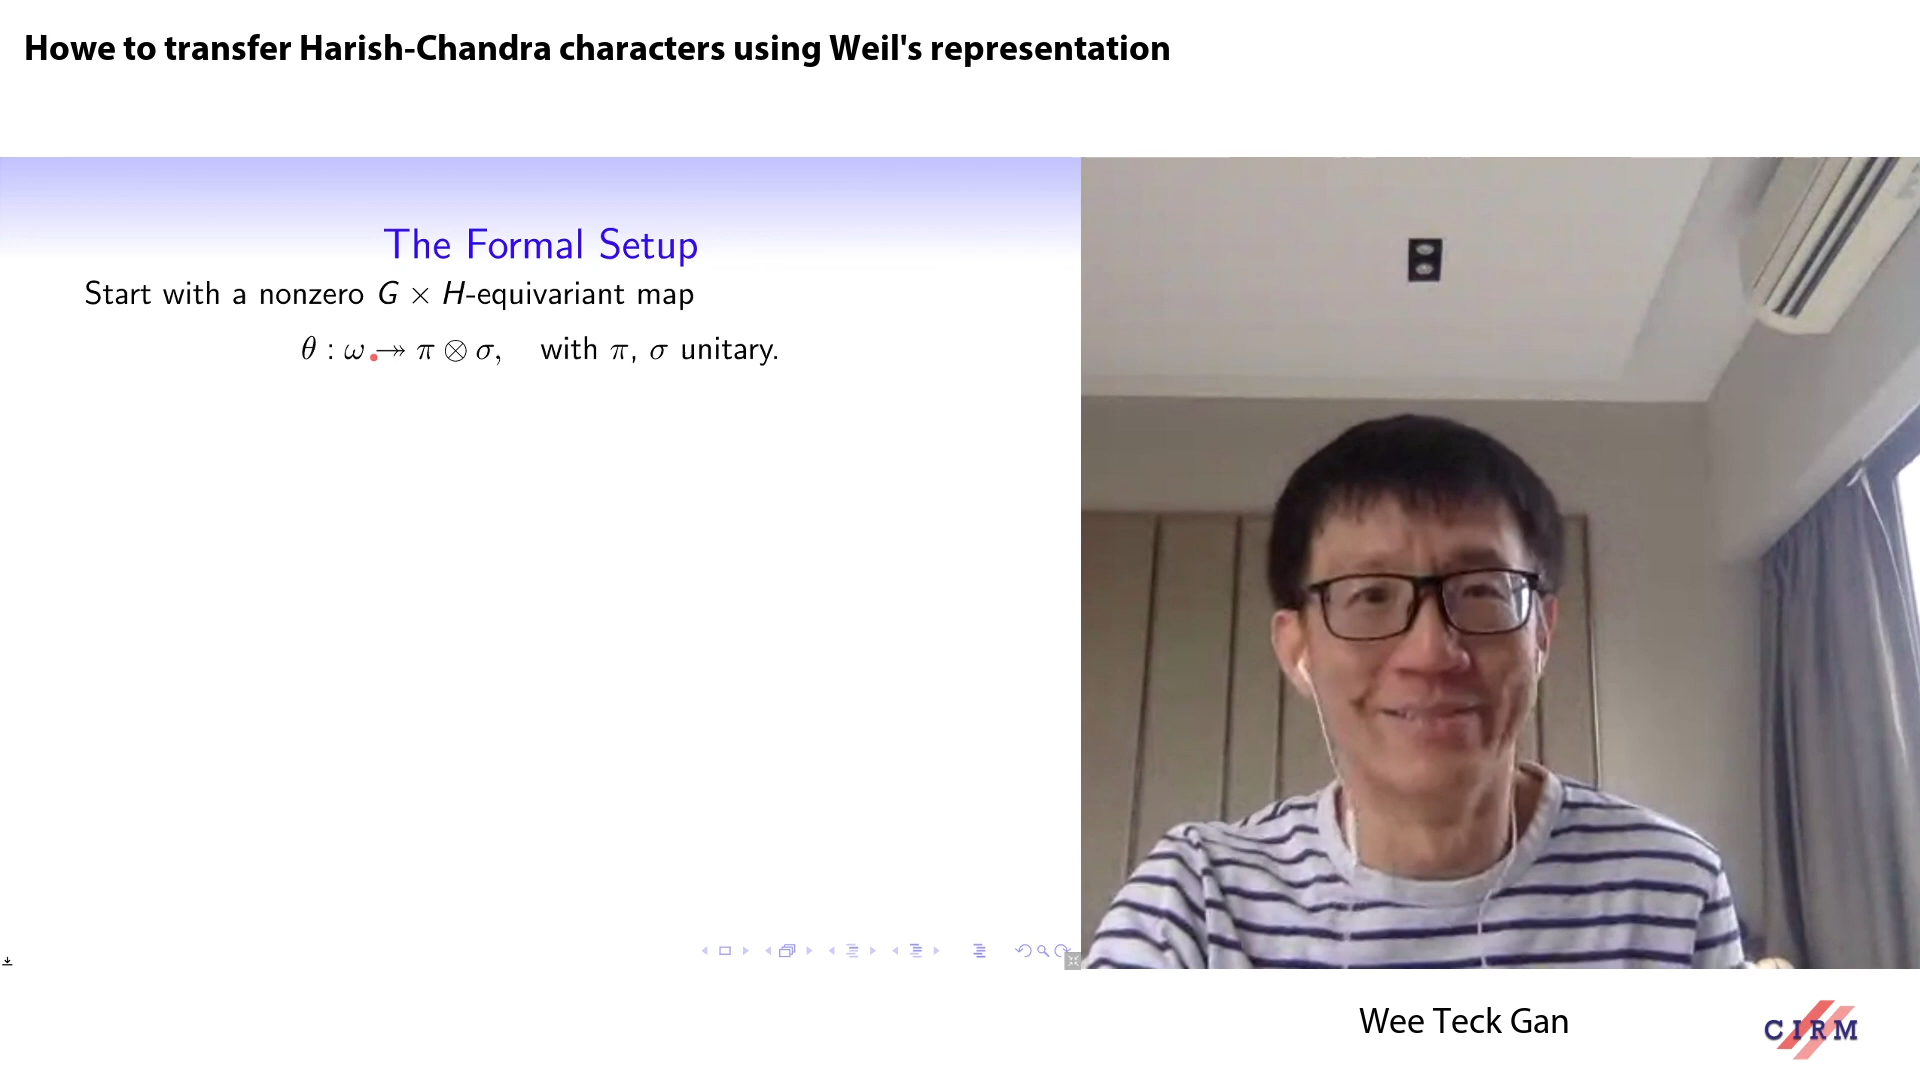 Howe to transfer Harish-Chandra characters using Weil's representation
The Formal Setup
Start with a nonzero G × H-equivariant map
θ : ω ↠ π ⊗ σ, with π, σ unitary.
Wee Teck Gan
CIRM